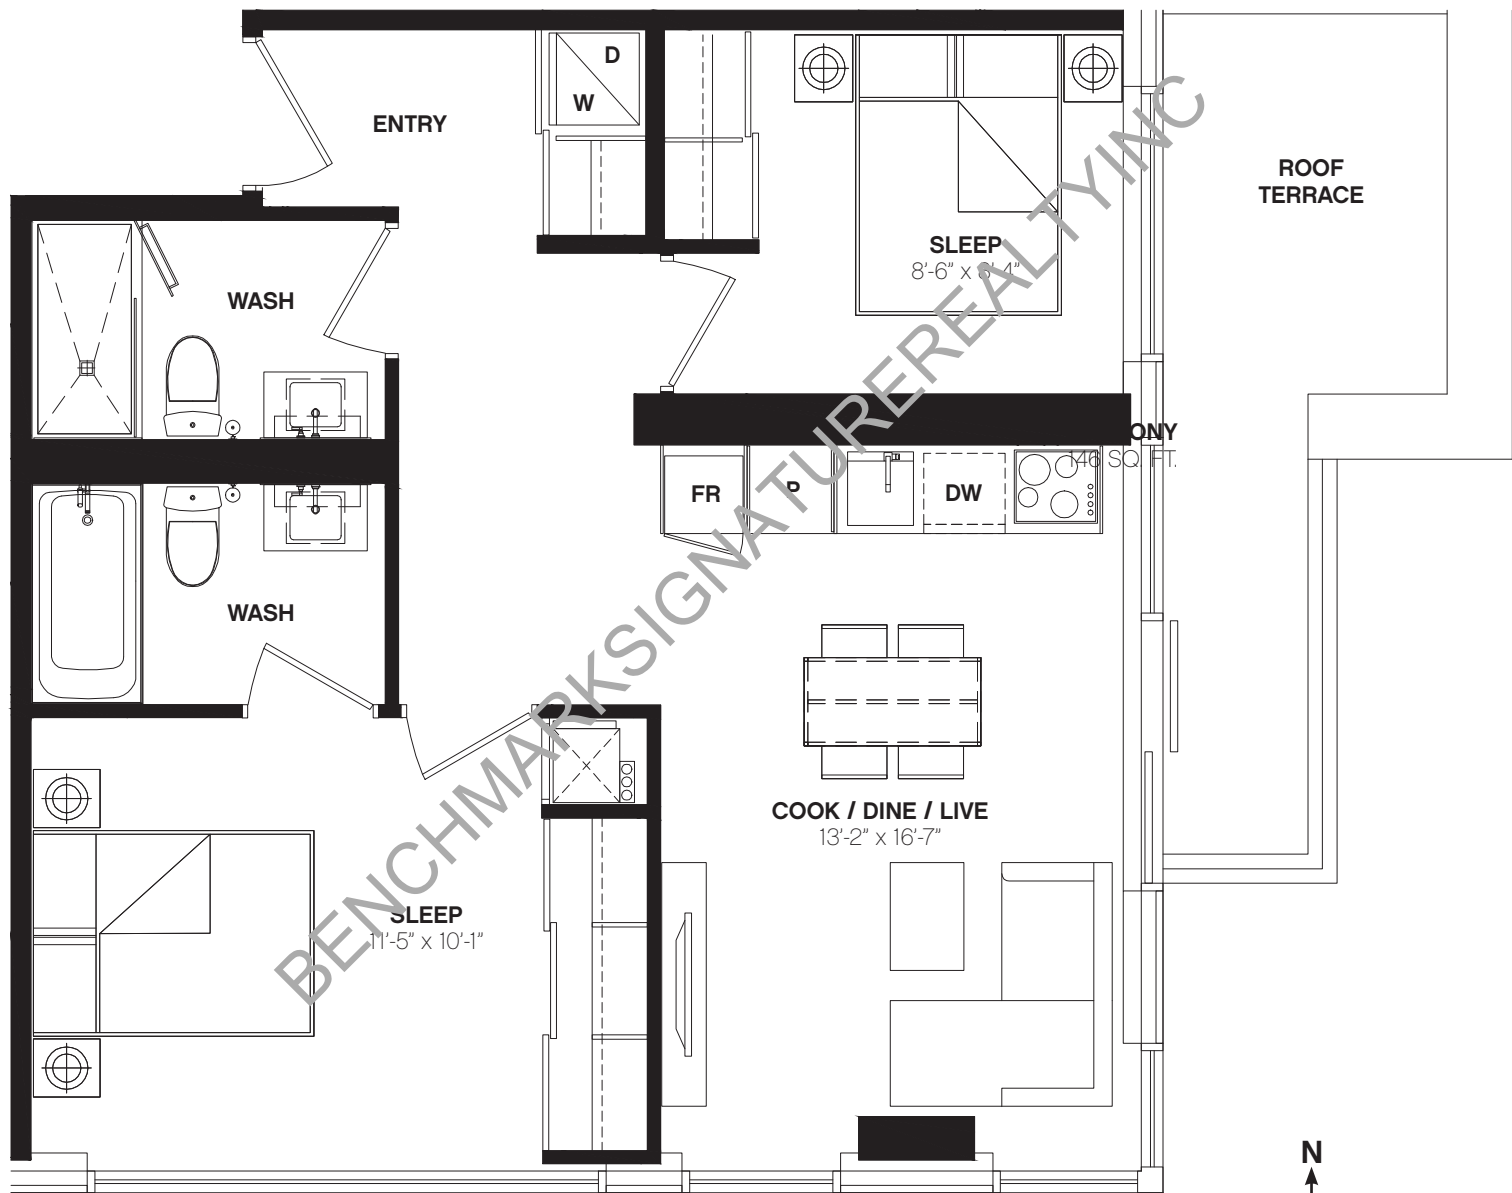 D
W
ENTRY
ROOF
TERRACE
SLEEP
8'-6" x 8'-4"
WASH
ONY
146 SQ. FT.
FR
P
DW
WASH
COOK / DINE / LIVE
13'-2" x 16'-7"
SLEEP
11'-5" x 10'-1"
BENCHMARKSIGNATUREREALTYINC
N